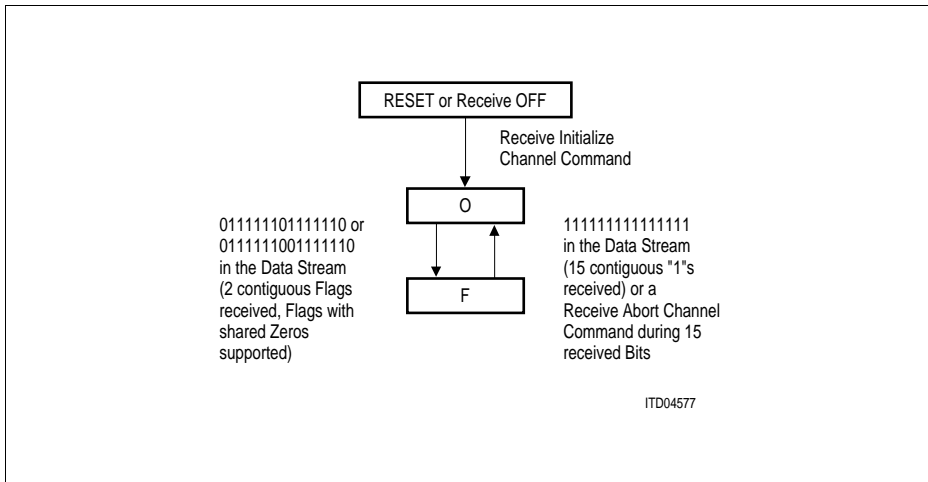 RESET or Receive OFF
Receive Initialize
Channel Command
O
011111101111110 or
0111111001111110
in the Data Stream
(2 contiguous Flags
received, Flags with
shared Zeros
supported)
111111111111111
in the Data Stream
(15 contiguous "1"s
received) or a
Receive Abort Channel
Command during 15
received Bits
F
ITD04577